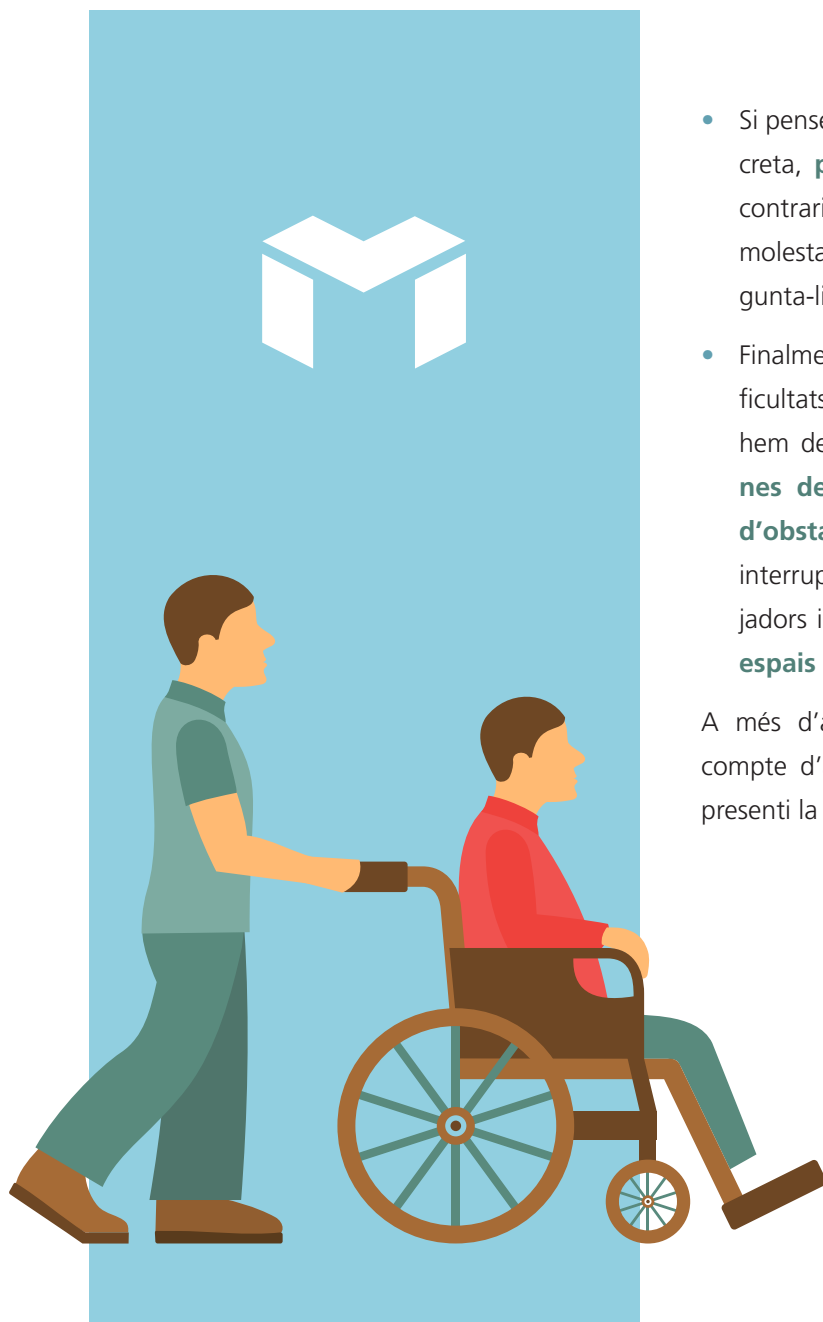 • Si pense
creta, p
contrari
molesta
gunta-li
• Finalme
ficultats
hem de
nes de
d’obsta
interrup
jadors i
espais
A més d’a
compte d’
presenti la